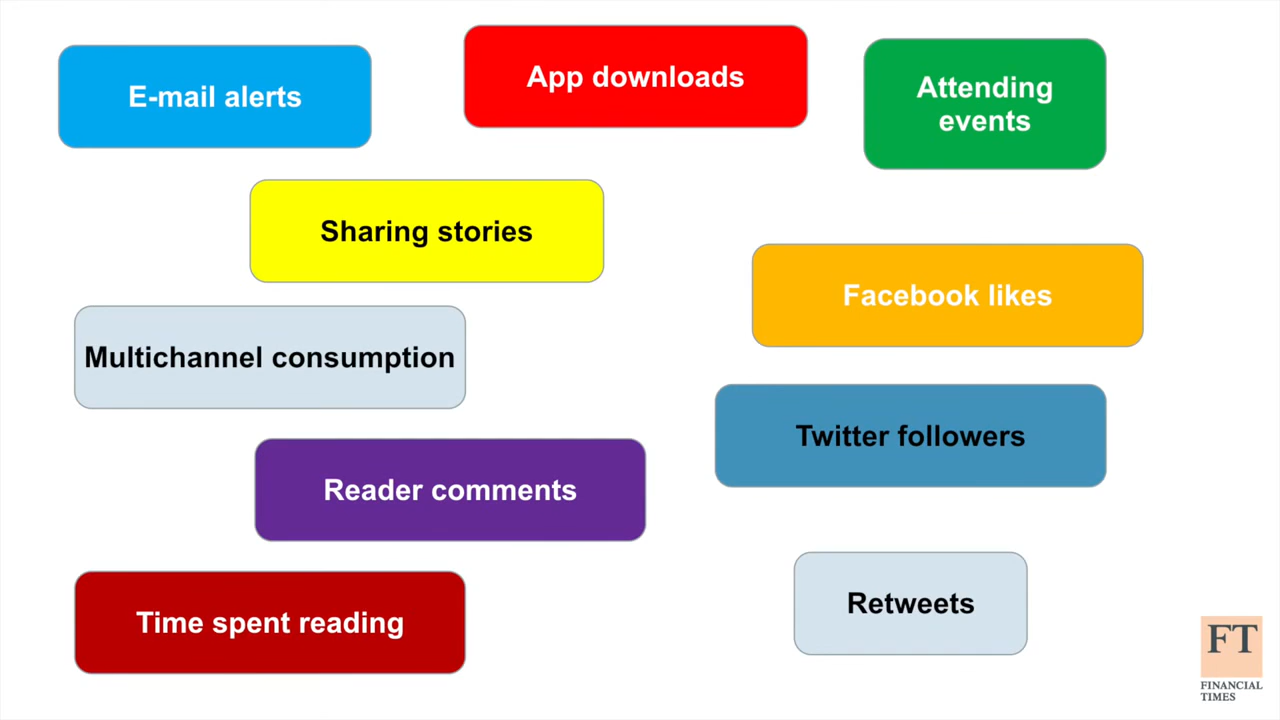 E-mail alerts
App downloads
Attending
events
Sharing stories
Facebook likes
Multichannel consumption
Twitter followers
Reader comments
Retweets
Time spent reading
FT
FINANCIAL
TIMES